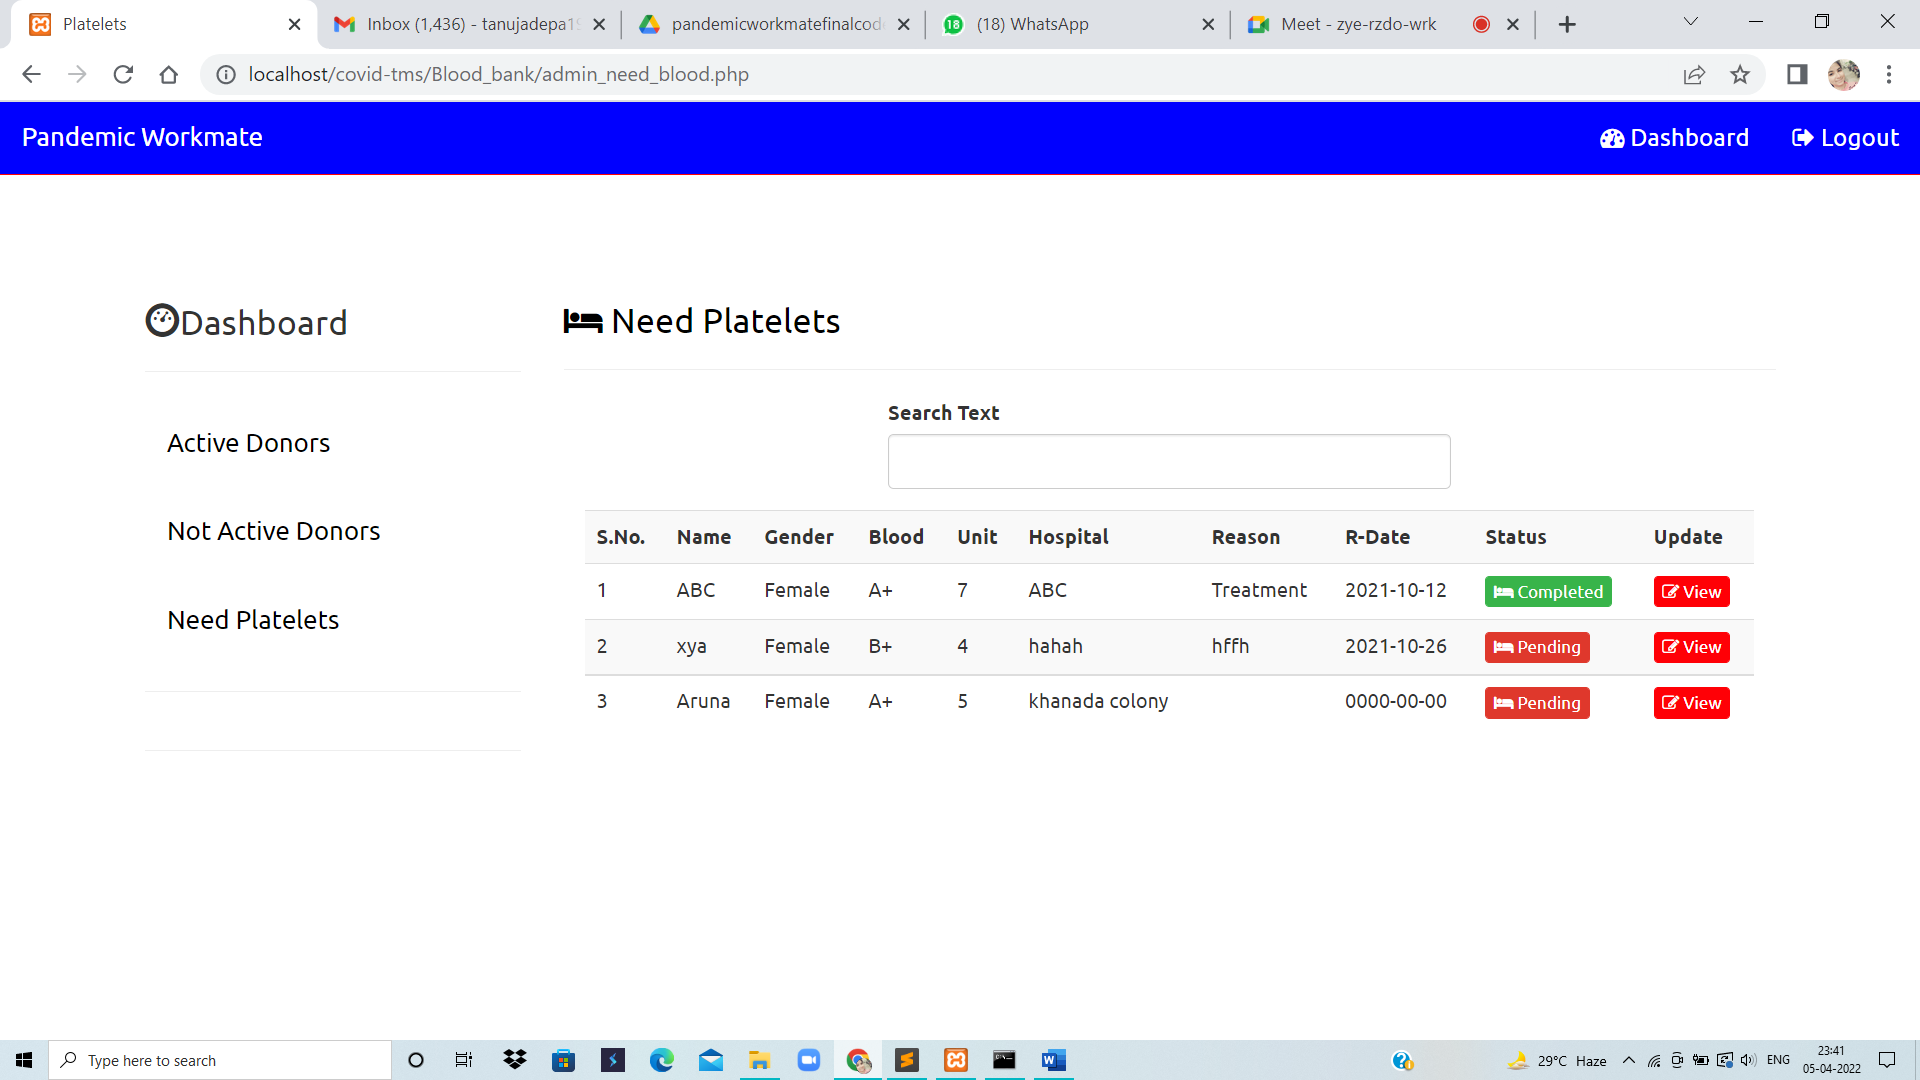 Platelets
Inbox (1,436) - tanujadepa19
pandemicworkmatefinalcode
(18) WhatsApp
Meet - zye-rzdo-wrk
localhost/covid-tms/Blood_bank/admin_need_blood.php
Pandemic Workmate
Dashboard
Logout
Dashboard
Active Donors
Not Active Donors
Need Platelets
Need Platelets
Search Text
S.No. Name Gender Blood Unit Hospital Reason R-Date Status Update
1 ABC Female A+ 7 ABC Treatment 2021-10-12 Completed View
2 xya Female B+ 4 hahah hffh 2021-10-26 Pending View
3 Aruna Female A+ 5 khanada colony 0000-00-00 Pending View
Type here to search
29°C Haze
ENG
23:41
05-04-2022